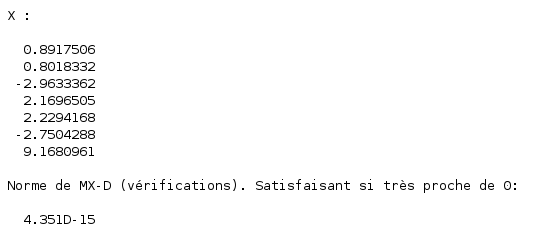 X :
0.8917506
0.8018332
-2.9633362
2.1696505
2.2294168
-2.7504288
9.1680961
Norme de MX-D (vérifications). Satisfaisant si très proche de 0:
4.351D-15